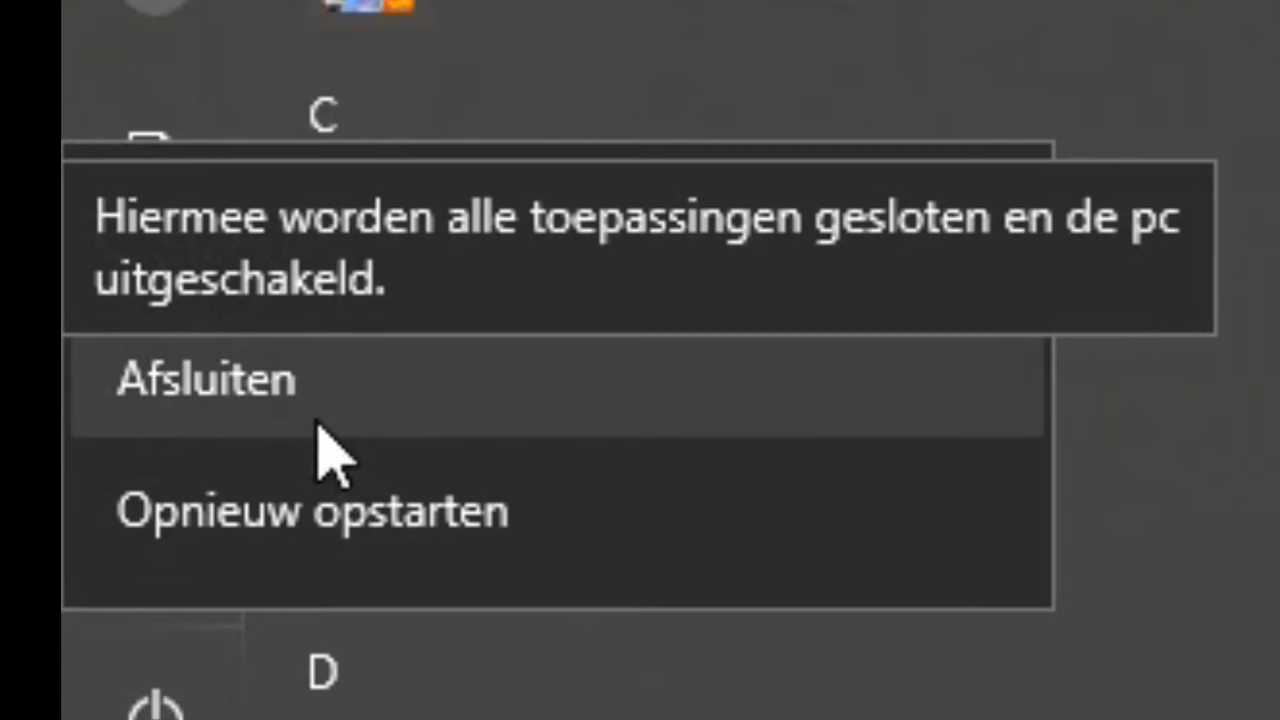 C
Hiermee worden alle toepassingen gesloten en de pc
uitgeschakeld.
Afsluiten
Opnieuw opstarten
D